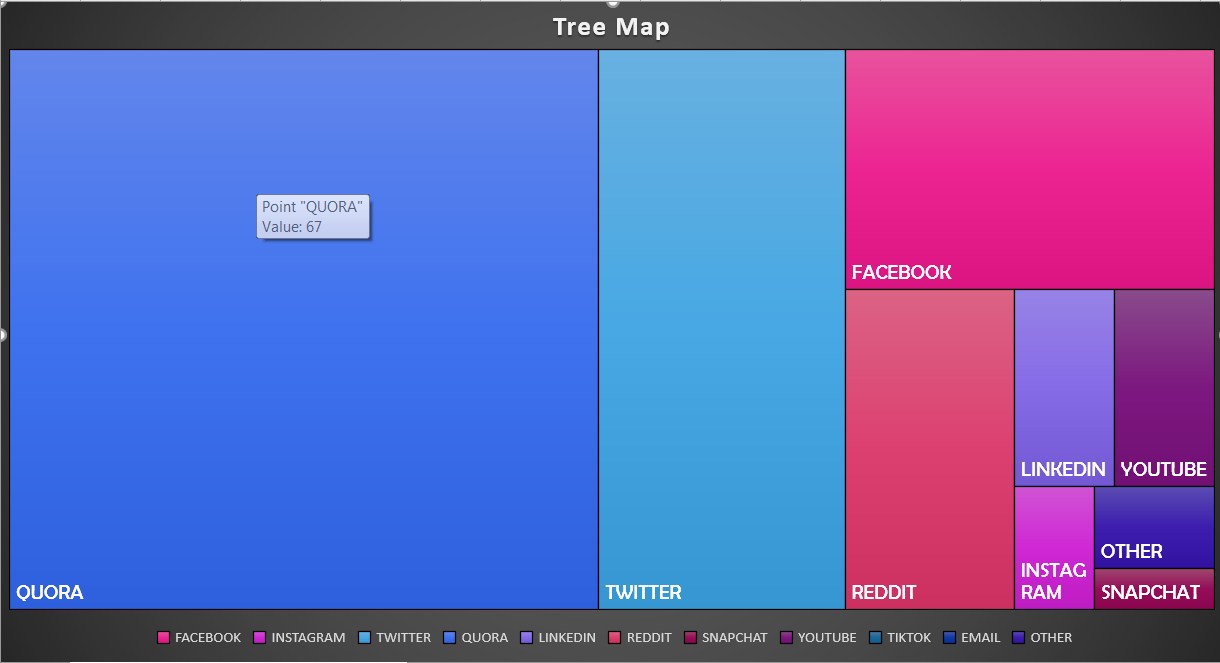 Tree Map
Point "QUORA"
Value: 67
FACEBOOK
LINKEDIN
YOUTUBE
OTHER
INSTAG
RAM
QUORA
TWITTER
REDDIT
SNAPCHAT
FACEBOOK INSTAGRAM TWITTER QUORA LINKEDIN REDDIT SNAPCHAT YOUTUBE TIKTOK EMAIL OTHER